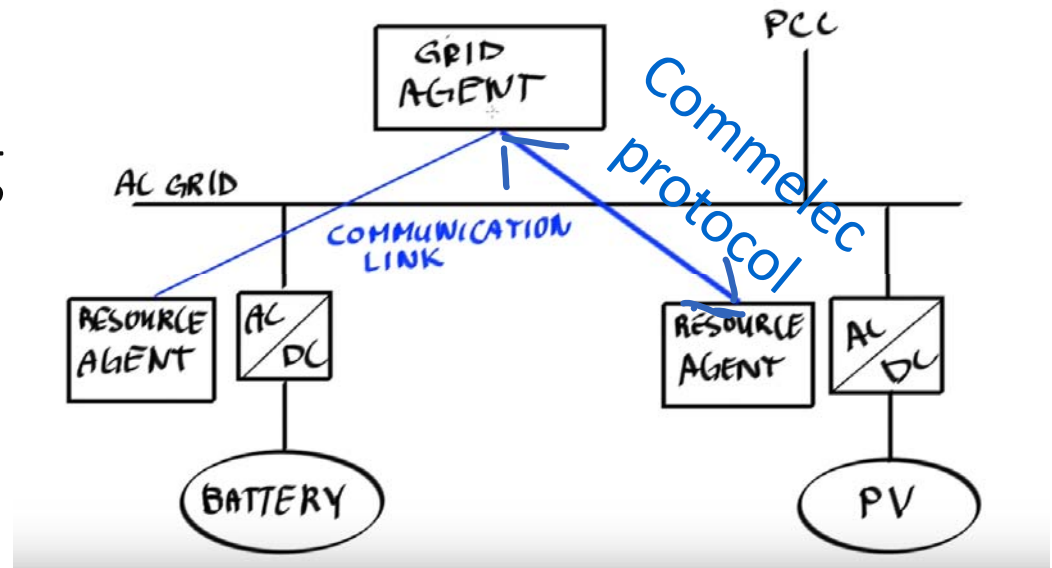 GRID
AGENT
PCC
Commelec
protocol
AC GRID
COMMUNICATION
LINK
RESOURCE
AGENT
AC
DC
RESOURCE
AGENT
AC
DC
BATTERY
PV